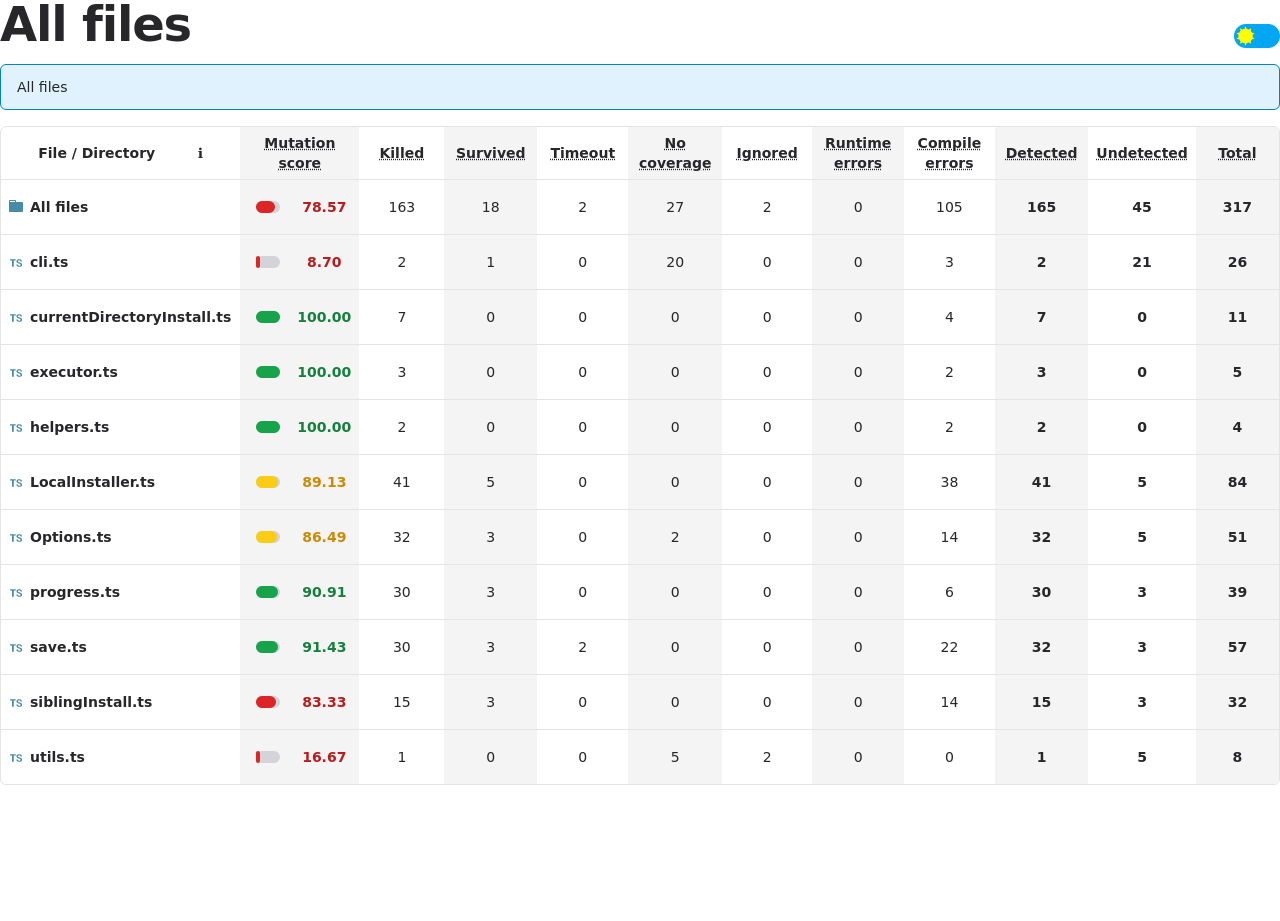 All files
All files
File / Directory ℹ Mutation score Killed Survived Timeout No coverage Ignored Runtime errors Compile errors Detected Undetected Total
All files 78.57 163 18 2 27 2 0 105 165 45 317
TS cli.ts 8.70 2 1 0 20 0 0 3 2 21 26
TS currentDirectoryInstall.ts 100.00 7 0 0 0 0 0 4 7 0 11
TS executor.ts 100.00 3 0 0 0 0 0 2 3 0 5
TS helpers.ts 100.00 2 0 0 0 0 0 2 2 0 4
TS LocalInstaller.ts 89.13 41 5 0 0 0 0 38 41 5 84
TS Options.ts 86.49 32 3 0 2 0 0 14 32 5 51
TS progress.ts 90.91 30 3 0 0 0 0 6 30 3 39
TS save.ts 91.43 30 3 2 0 0 0 22 32 3 57
TS siblingInstall.ts 83.33 15 3 0 0 0 0 14 15 3 32
TS utils.ts 16.67 1 0 0 5 2 0 0 1 5 8